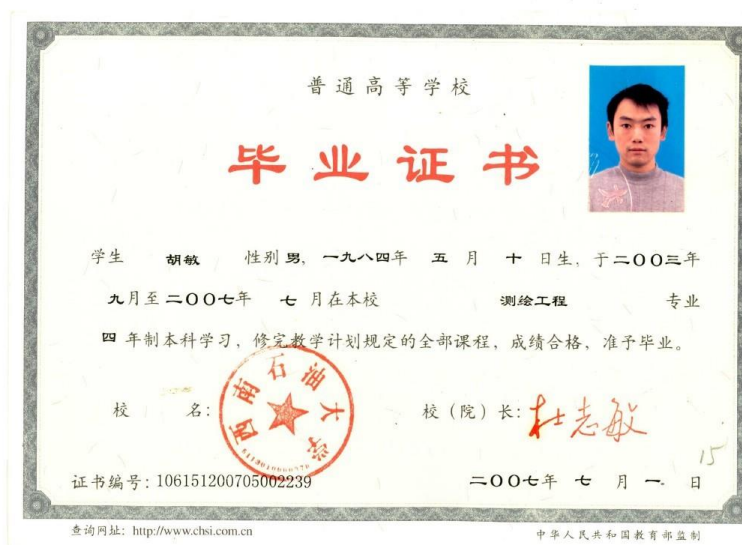 普通高等学校
毕业证书
学生 胡敏 性别 男, 一九八四年 五 月 十 日生, 于二〇〇三年
九月至二〇〇七年 七 月在本校 测绘工程 专业
四 年制本科学习, 修完教学计划规定的全部课程, 成绩合格, 准予毕业。
西南石油大学
校 名: 校(院)长: 杜志敏
15
证书编号: 106151200705002239 二〇〇七年 七 月 一 日
查询网址: http://www.chsi.com.cn 中华人民共和国教育部监制